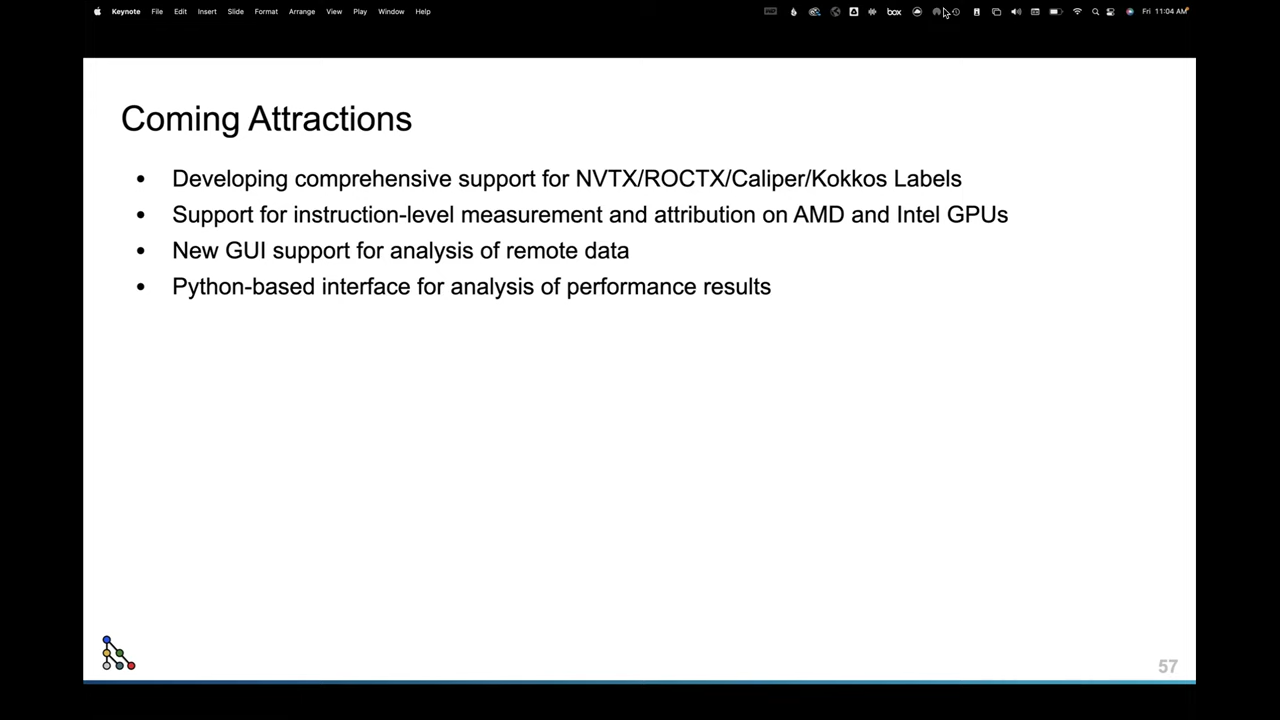 Keynote File Edit Insert Slide Format Arrange View Play Window Help box Fri 11:04 AM
Coming Attractions
• Developing comprehensive support for NVTX/ROCTX/Caliper/Kokkos Labels
• Support for instruction-level measurement and attribution on AMD and Intel GPUs
• New GUI support for analysis of remote data
• Python-based interface for analysis of performance results
57